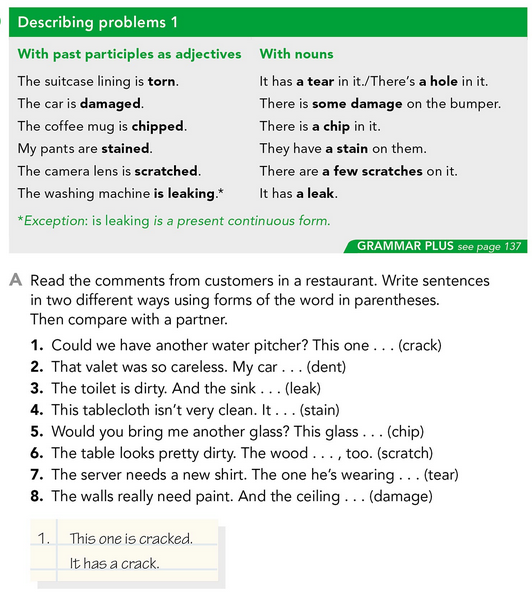 Describing problems 1
With past participles as adjectives
With nouns
The suitcase lining is torn.
It has a tear in it./There's a hole in it.
The car is damaged.
There is some damage on the bumper.
The coffee mug is chipped.
There is a chip in it.
My pants are stained.
They have a stain on them.
The camera lens is scratched.
There are a few scratches on it.
The washing machine is leaking.*
It has a leak.
*Exception: is leaking is a present continuous form.
GRAMMAR PLUS see page 137
A Read the comments from customers in a restaurant. Write sentences
in two different ways using forms of the word in parentheses.
Then compare with a partner.
1. Could we have another water pitcher? This one . . . (crack)
2. That valet was so careless. My car . . . (dent)
3. The toilet is dirty. And the sink . . . (leak)
4. This tablecloth isn't very clean. It . . . (stain)
5. Would you bring me another glass? This glass . . . (chip)
6. The table looks pretty dirty. The wood . . . , too. (scratch)
7. The server needs a new shirt. The one he's wearing . . . (tear)
8. The walls really need paint. And the ceiling . . . (damage)
1. This one is cracked.
It has a crack.